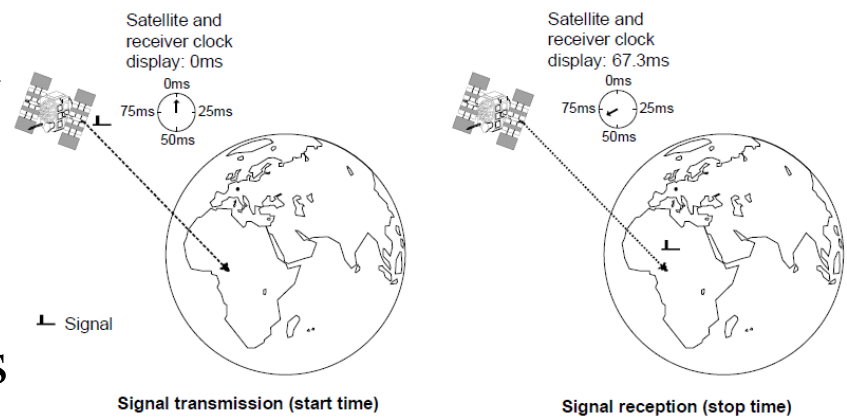 Satellite and
receiver clock
display: 0ms
0ms
75ms
25ms
50ms
Signal
s
Signal transmission (start time)
Satellite and
receiver clock
display: 67.3ms
0ms
75ms
25ms
50ms
Signal reception (stop time)